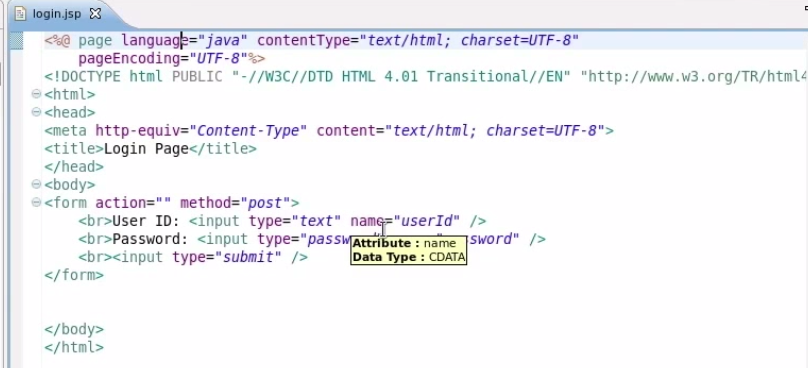 login.jsp
<%@ page language="java" contentType="text/html; charset=UTF-8"
pageEncoding="UTF-8"%>
<!DOCTYPE html PUBLIC "-//W3C//DTD HTML 4.01 Transitional//EN" "http://www.w3.org/TR/html4
<html>
<head>
<meta http-equiv="Content-Type" content="text/html; charset=UTF-8">
<title>Login Page</title>
</head>
<body>
<form action="" method="post">
<br>User ID: <input type="text" name="userId" />
<br>Password: <input type="passw sword" />
Attribute : name
Data Type : CDATA
<br><input type="submit" />
</form>
</body>
</html>